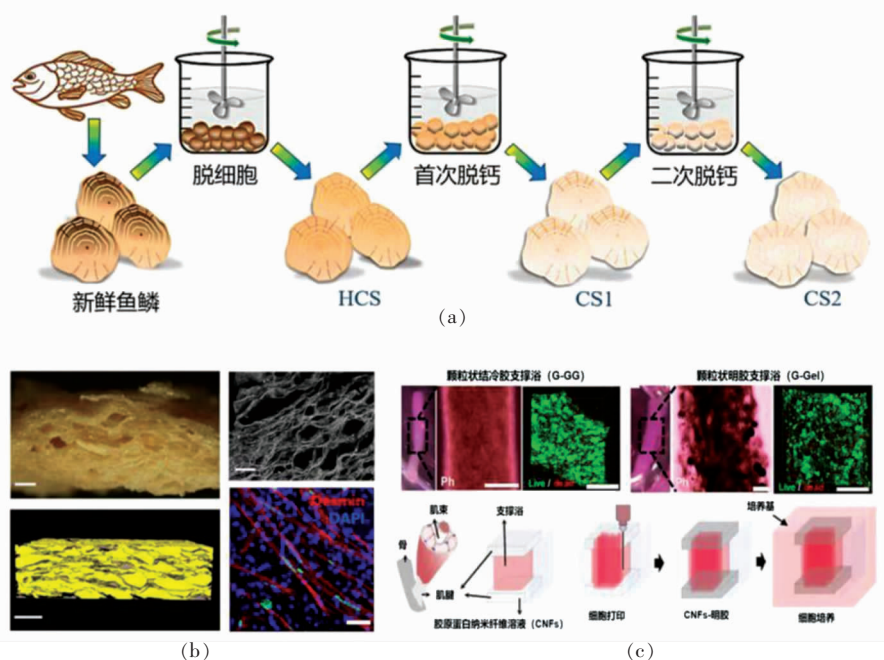 脱细胞
首次脱钙
二次脱钙
新鲜鱼鳞
HCS
CS1
CS2
(a)
颗粒状结冷胶支撑浴（G-GG）
颗粒状明胶支撑浴（G-Gel）
Ph
Live / dead
Ph
Live / dead
Desmin
DAPI
肌束
支撑浴
骨
肌腱
胶原蛋白纳米纤维溶液（CNFs）
细胞打印
CNFs-明胶
培养基
细胞培养
(b)
(c)